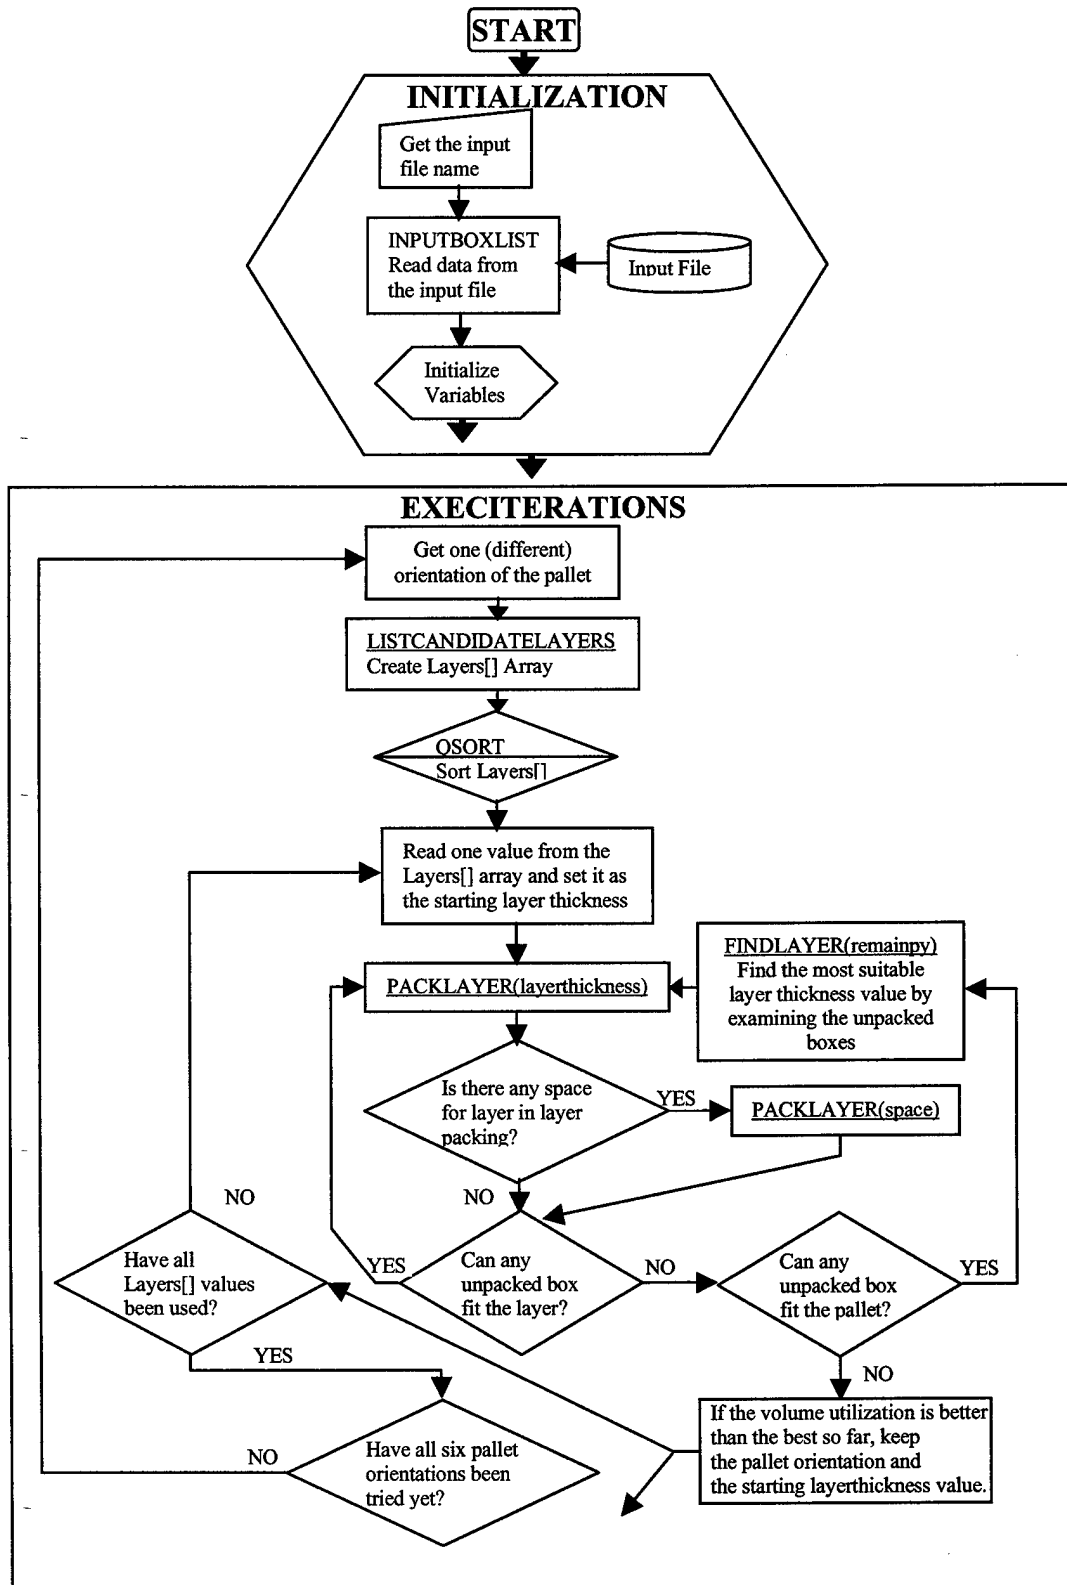 START
INITIALIZATION
Get the input
file name
INPUTBOXLIST
Read data from
the input file
Input File
Initialize
Variables
EXECITERATIONS
Get one (different)
orientation of the pallet
LISTCANDIDATELAYERS
Create Layers[] Array
QSORT
Sort Layers[]
Read one value from the
Layers[] array and set it as
the starting layer thickness
FINDLAYER(remainpy)
Find the most suitable
layer thickness value by
examining the unpacked
boxes
PACKLAYER(layerthickness)
Is there any space
for layer in layer
packing?
YES
PACKLAYER(space)
NO
NO
Have all
Layers[] values
been used?
YES
Can any
unpacked box
fit the layer?
NO
Can any
unpacked box
fit the pallet?
YES
YES
NO
If the volume utilization is better
than the best so far, keep
the pallet orientation and
the starting layerthickness value.
NO
Have all six pallet
orientations been
tried yet?